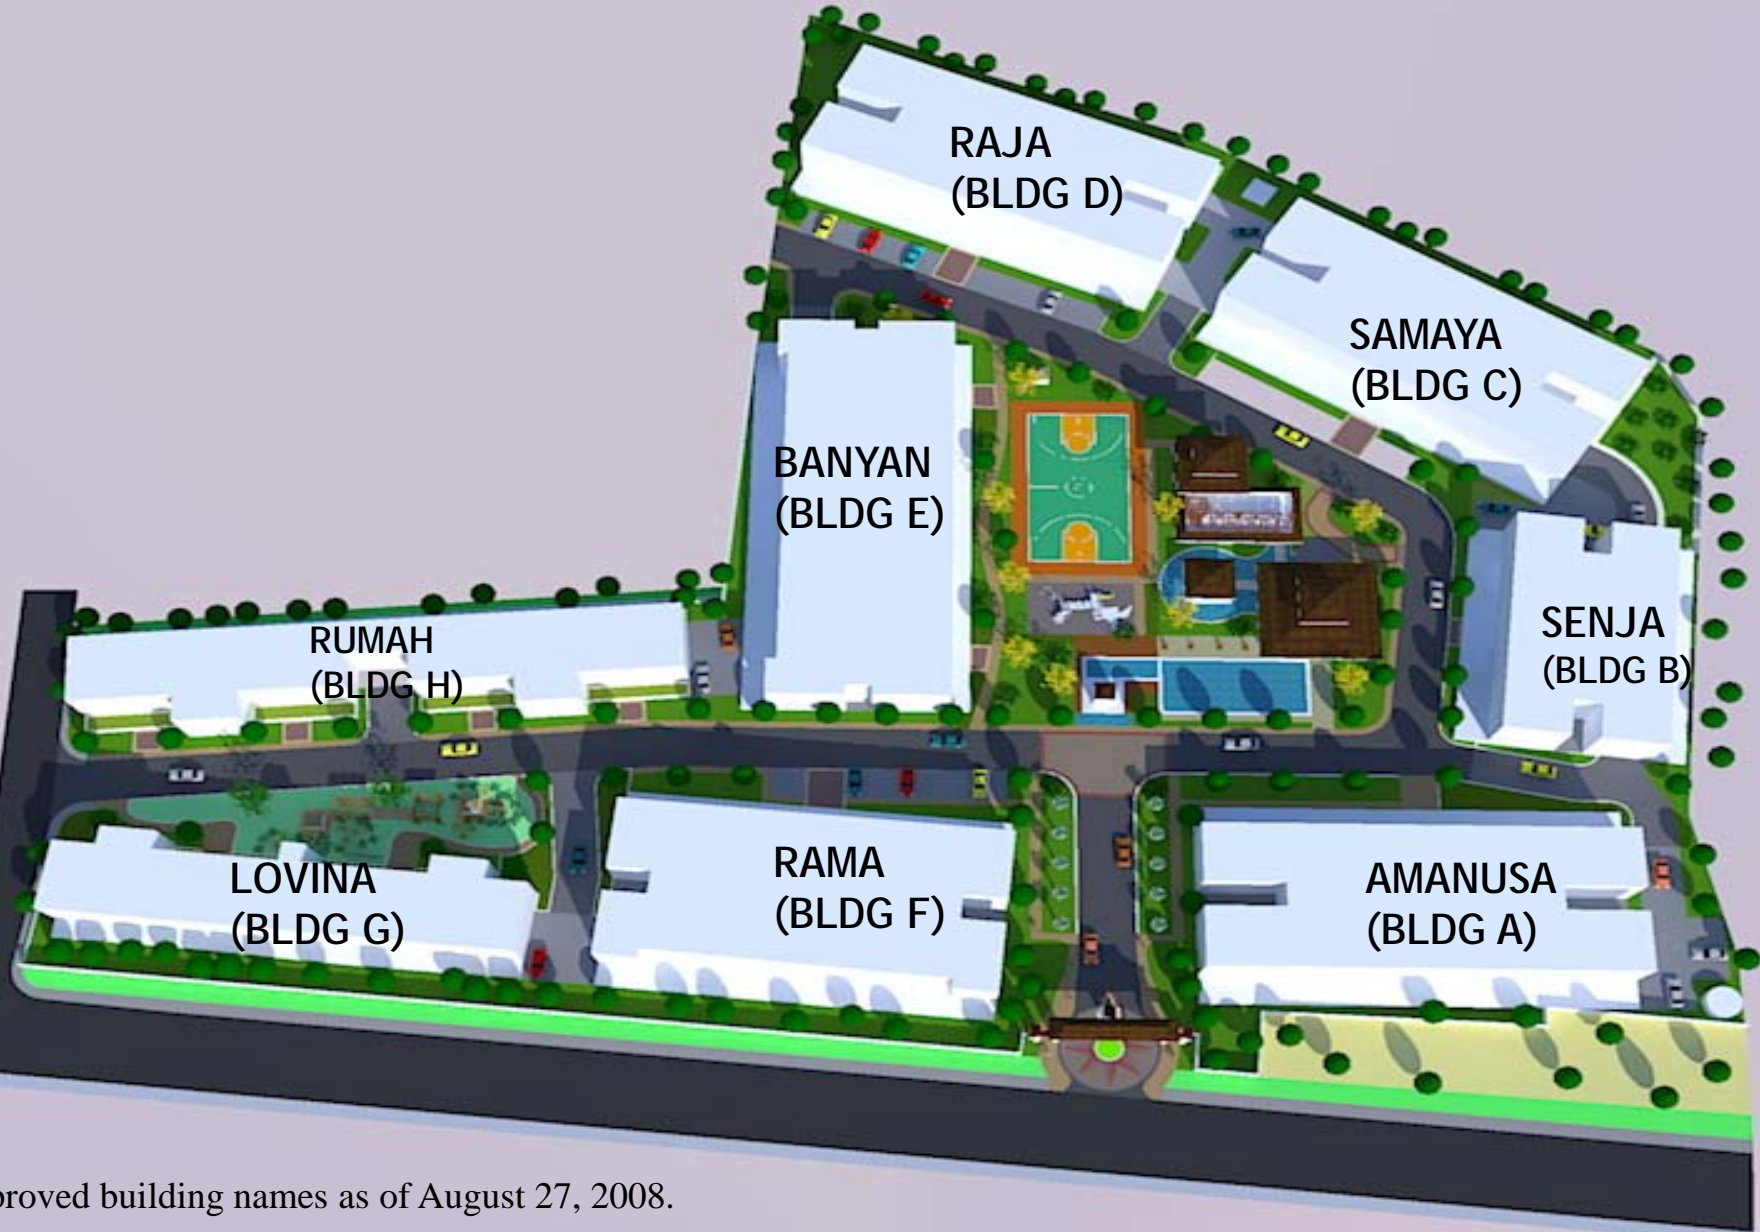 RAJA
(BLDG D)
SAMAYA
(BLDG C)
BANYAN
(BLDG E)
SENJA
(BLDG B)
RUMAH
(BLDG H)
LOVINA
(BLDG G)
RAMA
(BLDG F)
AMANUSA
(BLDG A)
building names as of August 27, 2008.